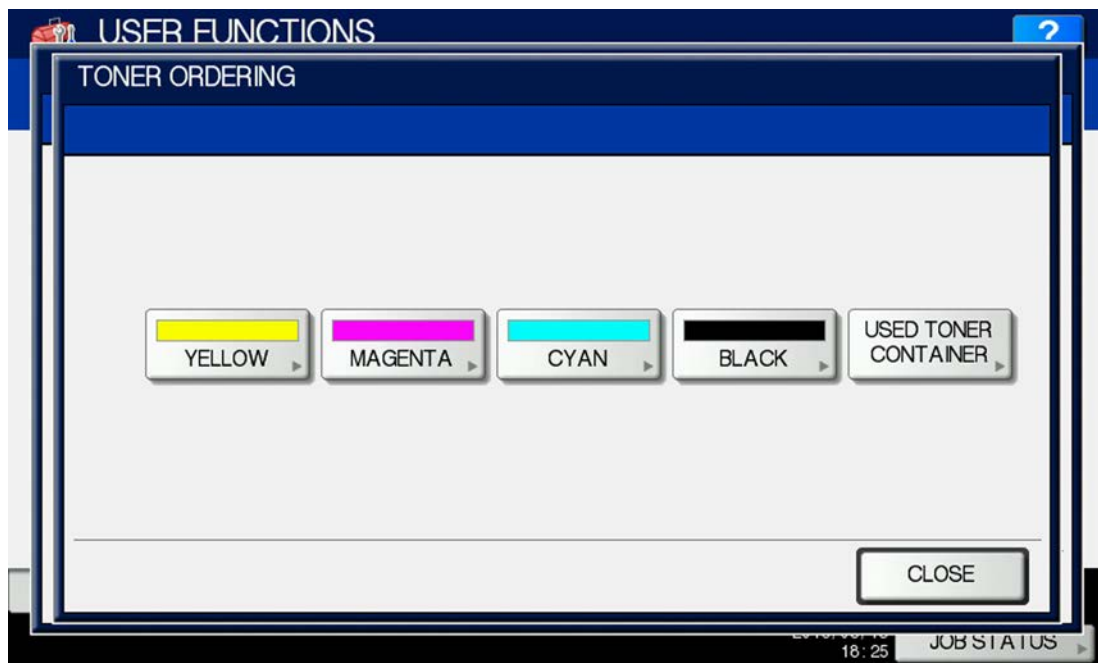 USER FUNCTIONS
?
TONER ORDERING
YELLOW
MAGENTA
CYAN
BLACK
USED TONER
CONTAINER
CLOSE
18:25
JOB STATUS